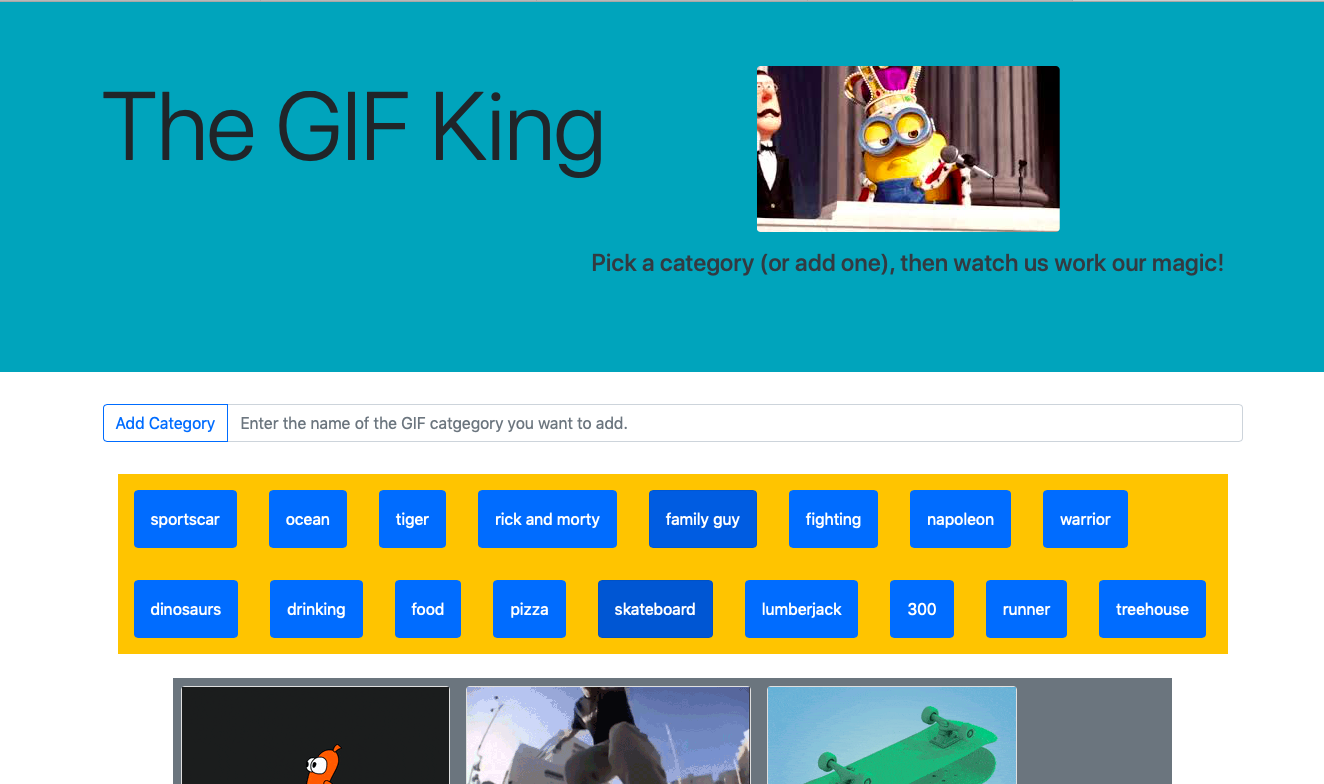 The GIF King
Pick a category (or add one), then watch us work our magic!
Add Category Enter the name of the GIF catgegory you want to add.
sportscar ocean tiger rick and morty family guy fighting napoleon warrior
dinosaurs drinking food pizza skateboard lumberjack 300 runner treehouse